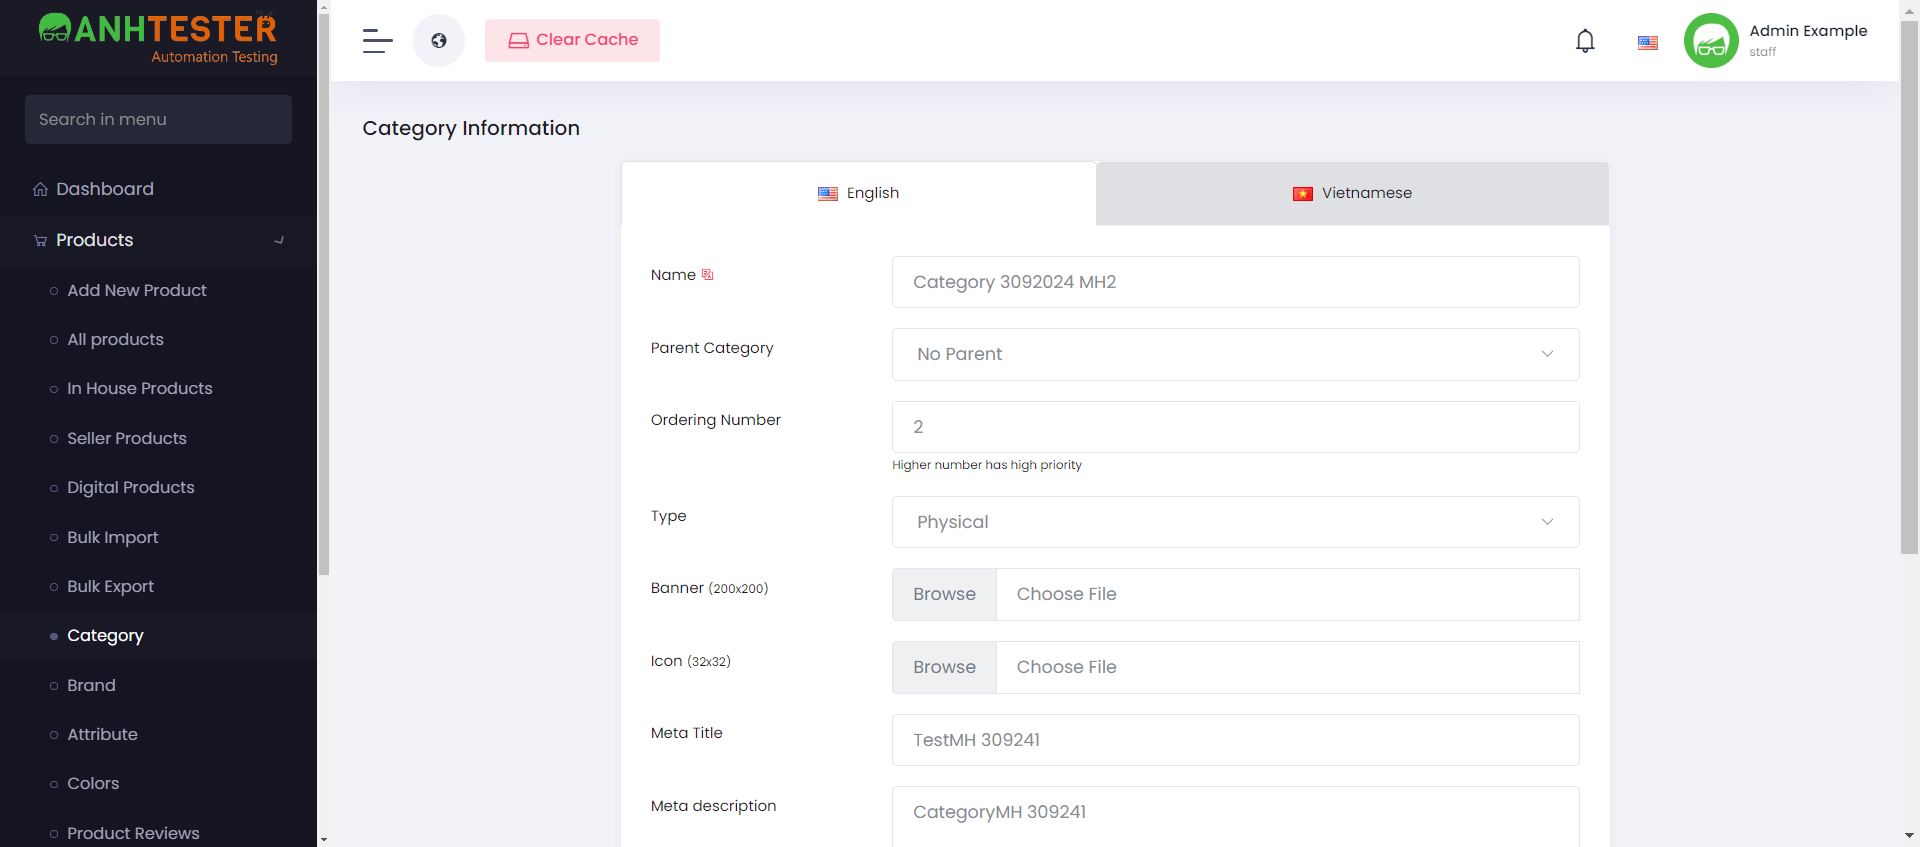 ANHTESTER
Automation Testing
Search in menu
Dashboard
Products
Add New Product
All products
In House Products
Seller Products
Digital Products
Bulk Import
Bulk Export
Category
Brand
Attribute
Colors
Product Reviews
Clear Cache
Admin Example
staff
Category Information
English
Vietnamese
Name
Category 3092024 MH2
Parent Category
No Parent
Ordering Number
2
Higher number has high priority
Type
Physical
Banner (200x200)
Browse
Choose File
Icon (32x32)
Browse
Choose File
Meta Title
TestMH 309241
Meta description
CategoryMH 309241